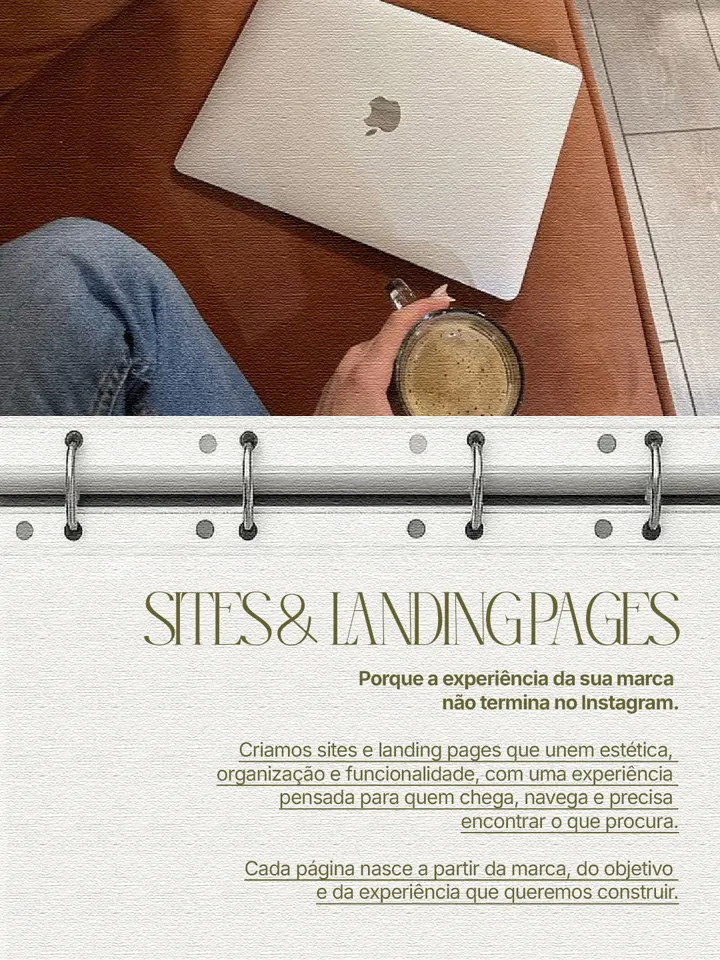 SITES & LANDING PAGES
Porque a experiência da sua marca
não termina no Instagram.
Criamos sites e landing pages que unem estética,
organização e funcionalidade, com uma experiência
pensada para quem chega, navega e precisa
encontrar o que procura.
Cada página nasce a partir da marca, do objetivo
e da experiência que queremos construir.